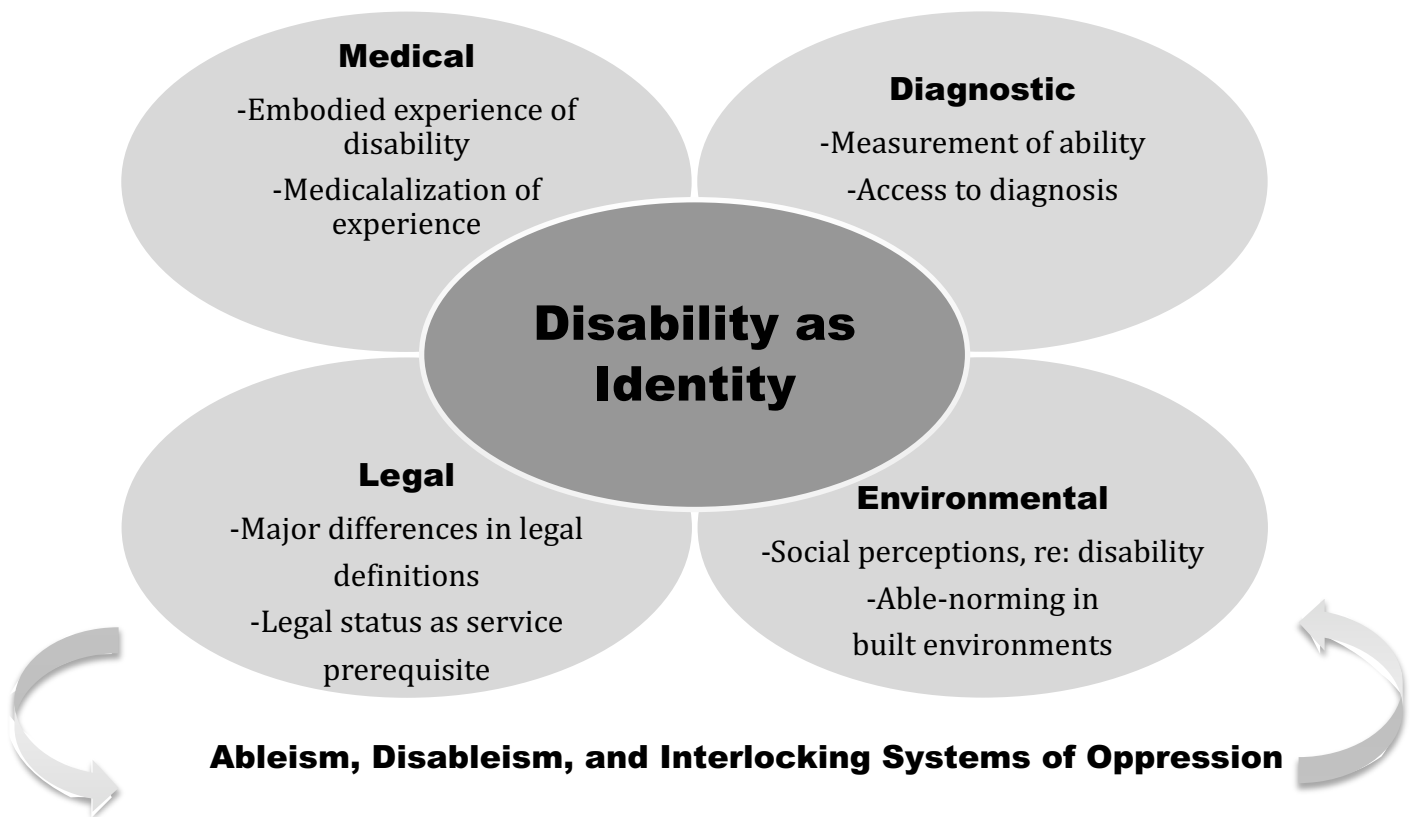 Medical
-Embodied experience of
disability
-Medicalalization of
experience
Diagnostic
-Measurement of ability
-Access to diagnosis
Disability as
Identity
Legal
-Major differences in legal
definitions
-Legal status as service
prerequisite
Environmental
-Social perceptions, re: disability
-Able-norming in
built environments
Ableism, Disableism, and Interlocking Systems of Oppression